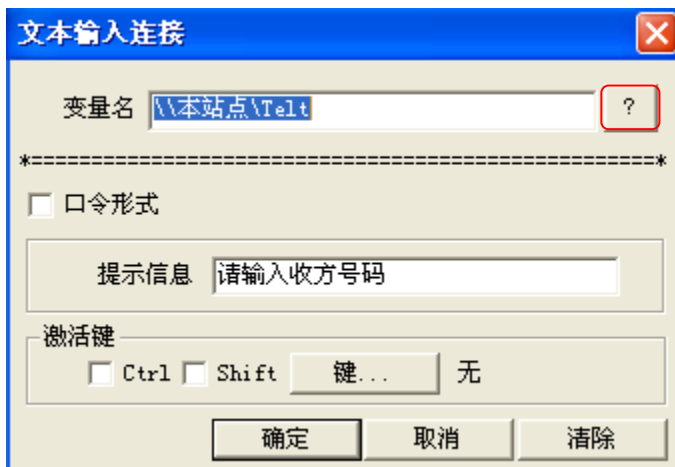 文本输入连接
变量名 \\本站点\Telt ?
*====================================================*
口令形式
提示信息 请输入收方号码
激活键
Ctrl Shift 键... 无
确定 取消 清除